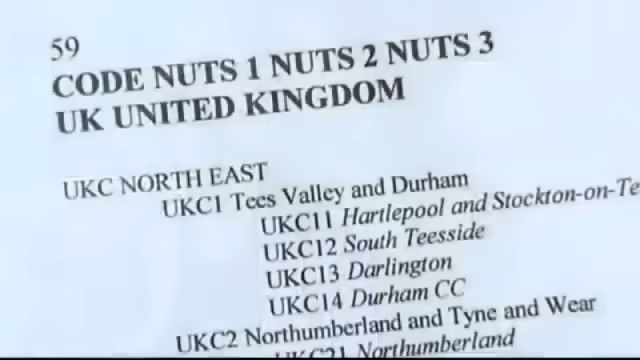 59
CODE NUTS 1 NUTS 2 NUTS 3
UK UNITED KINGDOM
UKC NORTH EAST
UKC1 Tees Valley and Durham
UKC11 Hartlepool and Stockton-on-Te
UKC12 South Teesside
UKC13 Darlington
UKC14 Durham CC
UKC2 Northumberland and Tyne and Wear
UKC21 Northumberland